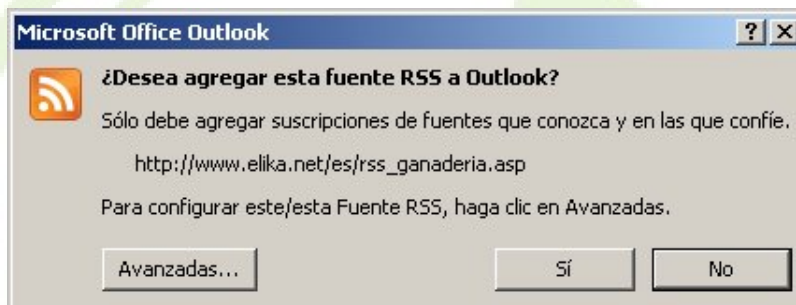 Microsoft Office Outlook
¿Desea agregar esta fuente RSS a Outlook?
Sólo debe agregar suscripciones de fuentes que conozca y en las que confíe.
http://www.elika.net/es/rss_ganaderia.asp
Para configurar este/esta Fuente RSS, haga clic en Avanzadas.
Avanzadas... Sí No